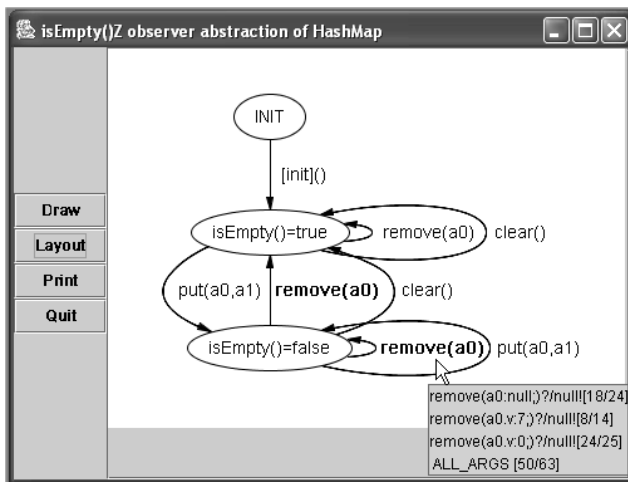 isEmpty()Z observer abstraction of HashMap
INIT
[init]()
Draw
Layout
Print
Quit
isEmpty()=true
remove(a0)
clear()
put(a0,a1)
remove(a0)
clear()
isEmpty()=false
remove(a0)
put(a0,a1)
remove(a0:null;)?/null![18/24]
remove(a0.v:7;)?/null![8/14]
remove(a0.v:0;)?/null![24/25]
ALL_ARGS [50/63]